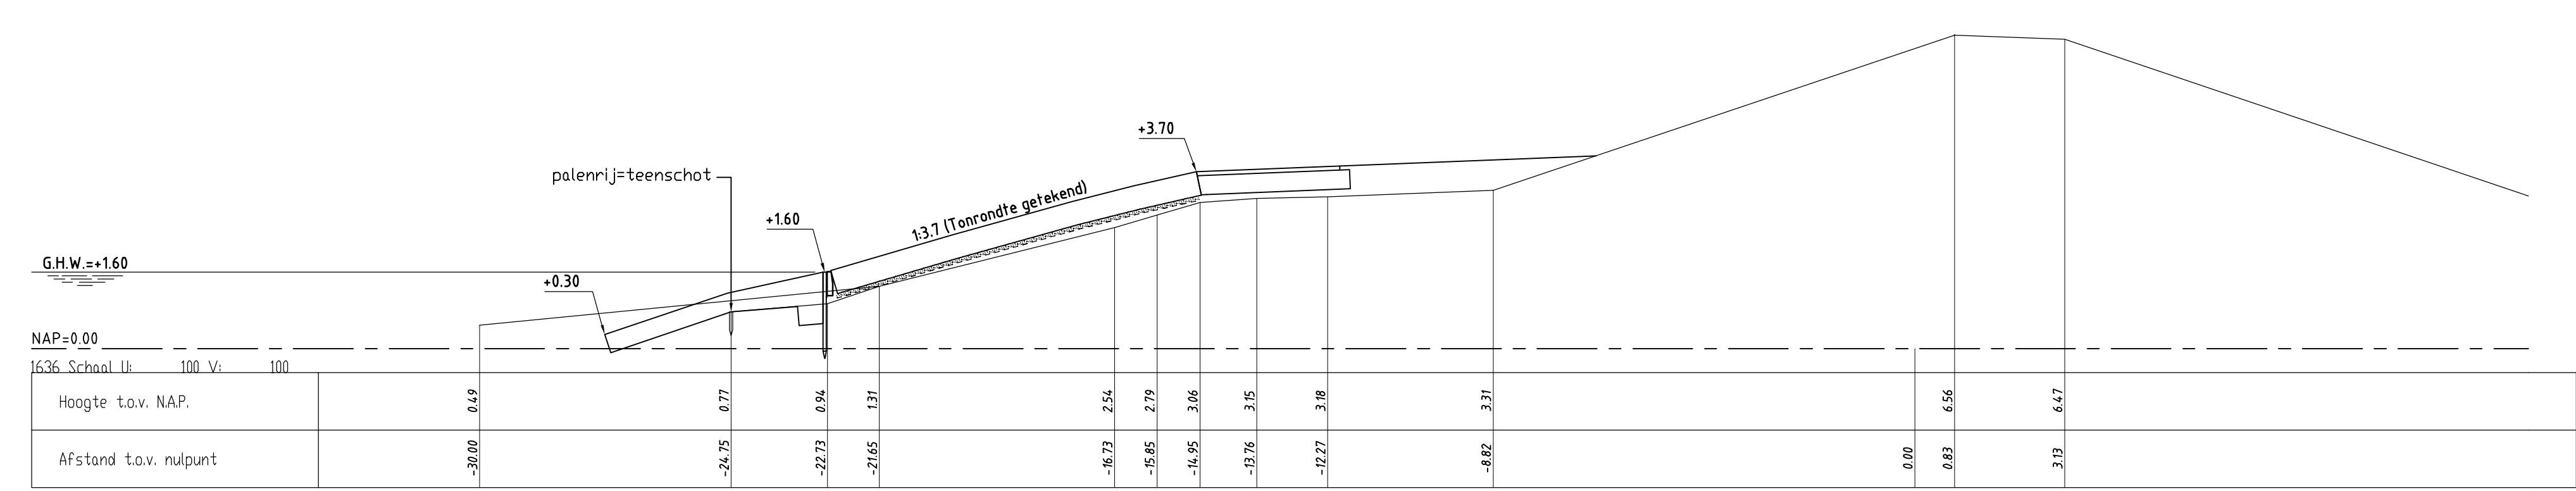 +3.70
palenrij=teenschot
1:3.7 (Tonrondte getekend)
+1.60
G.H.W.=+1.60
+0.30
NAP=0.00
1636 Schaal U: 100 V: 100
Hoogte t.o.v. N.A.P. 0.49 0.77 0.94 1.31 2.54 2.79 3.06 3.15 3.18 3.31 6.56 6.47
Afstand t.o.v. nulpunt -30.00 -24.75 -22.73 -21.65 -16.73 -15.85 -14.95 -13.76 -12.27 -8.82 0.00 0.83 3.13